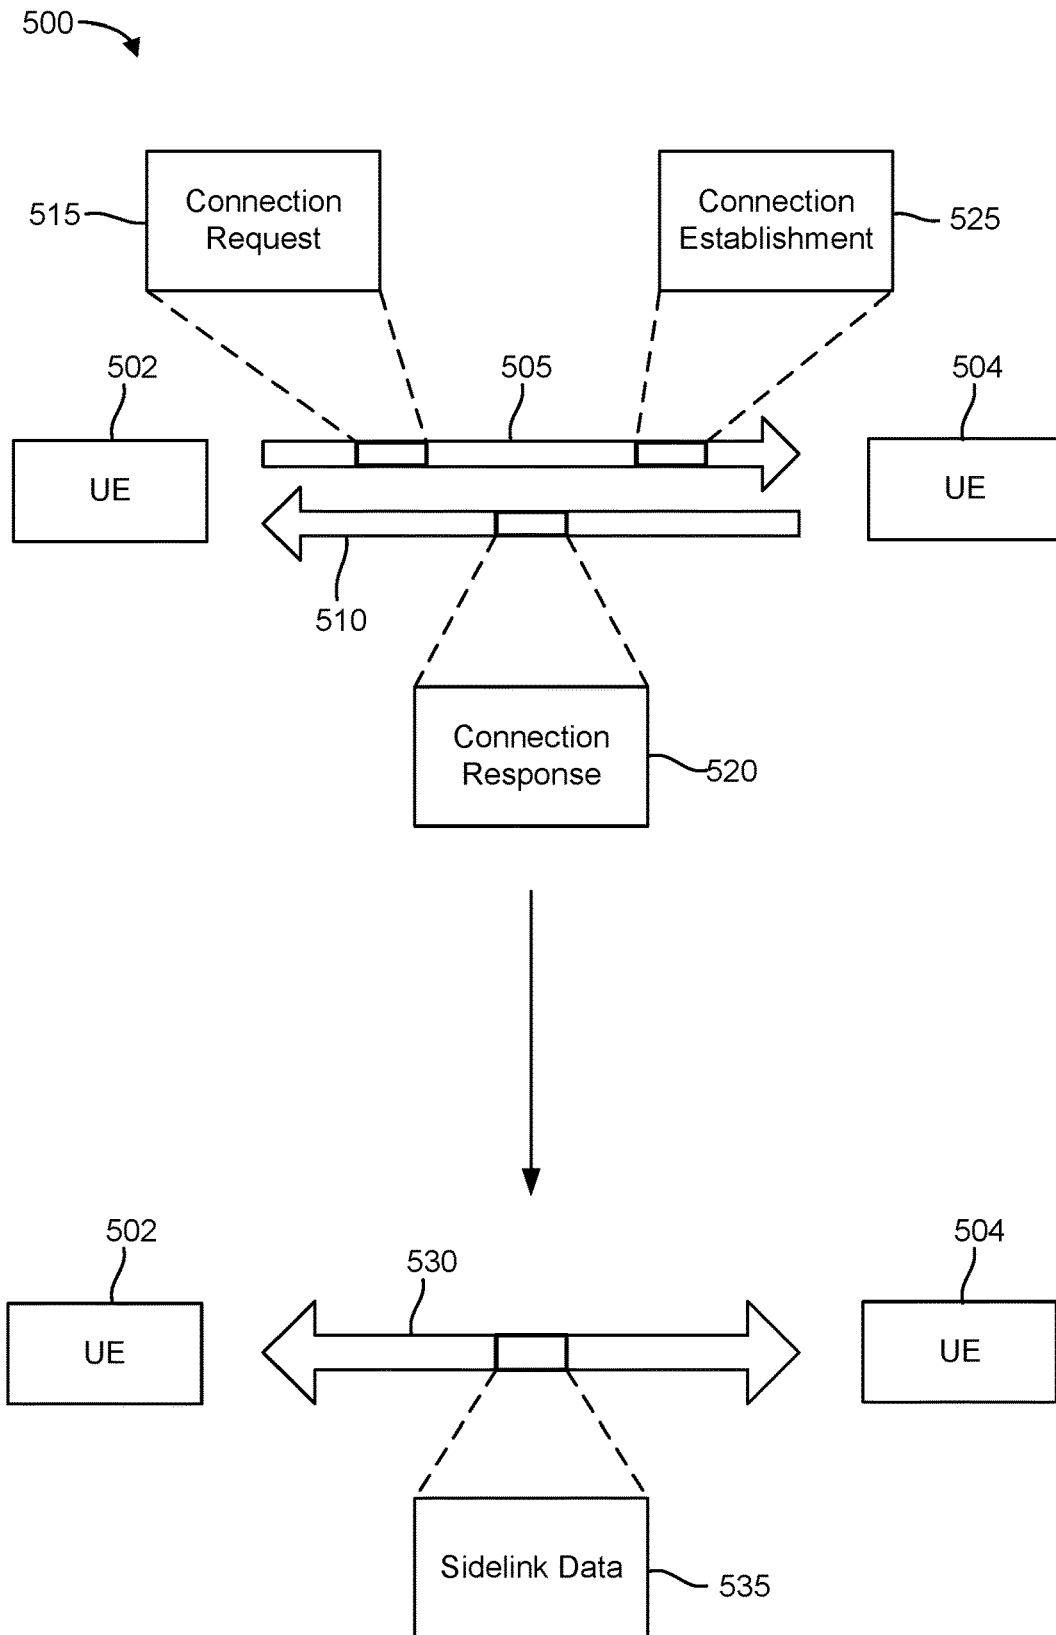 500
Connection
Request
515
Connection
Establishment
525
502
505
504
UE
UE
510
Connection
Response
520
502
530
504
UE
UE
Sidelink Data
535